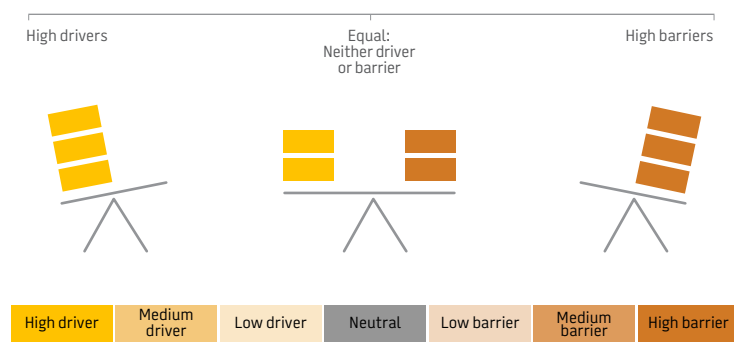 High drivers
Equal:
Neither driver
or barrier
High barriers
High driver
Medium
driver
Low driver
Neutral
Low barrier
Medium
barrier
High barrier